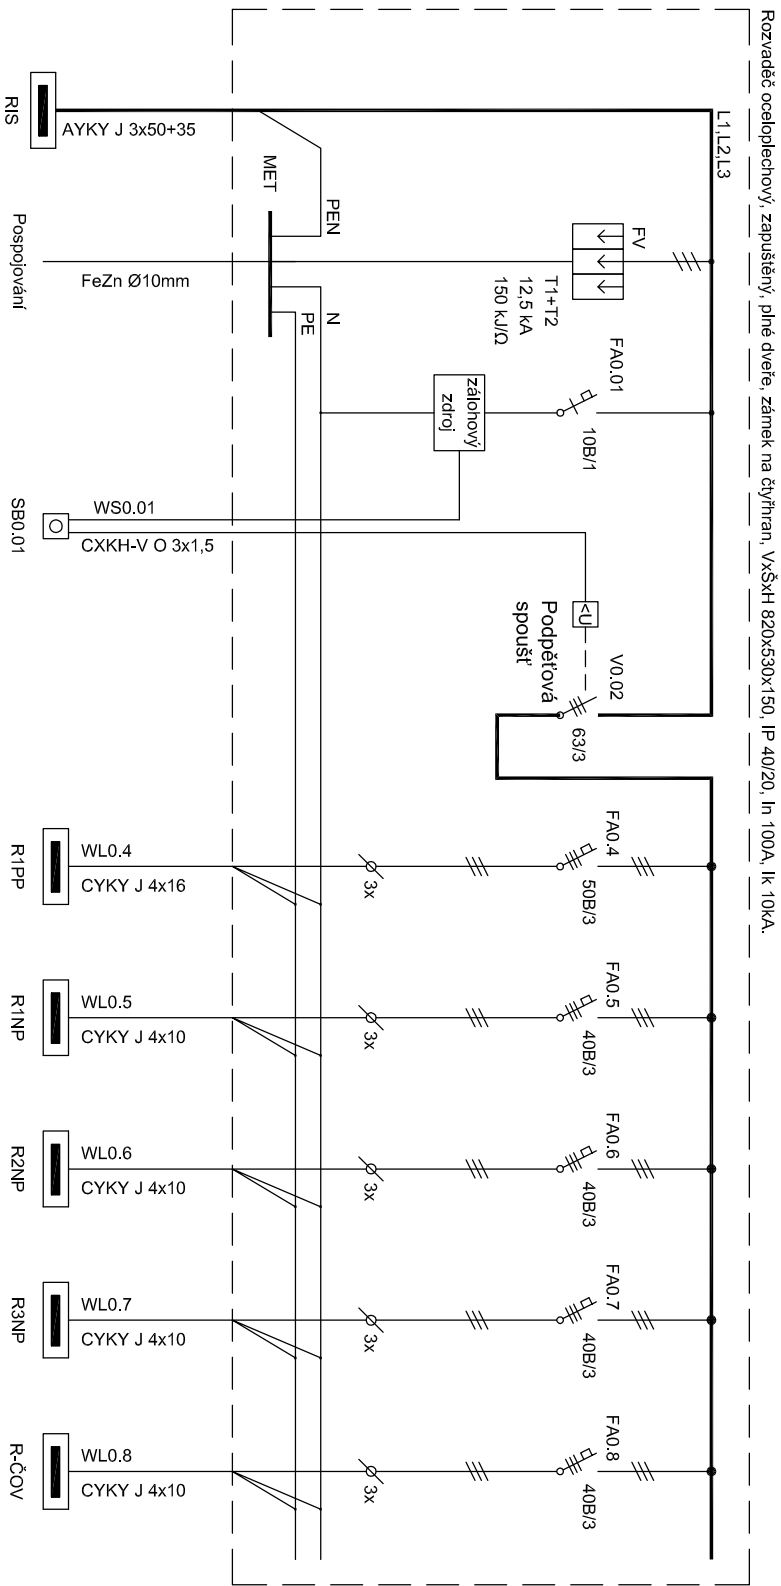 Rozvaděč oceloplechový, zapuštěný, plné dveře, zámek na čtyřhran, VxŠxH 820x530x150, IP 40/20, In 100A, Ik 10kA.
L1,L2,L3
RIS
AYKY J 3x50+35
MET
PEN
Pospojování
FeZn Ø10mm
N
PE
FV
T1+T2
12,5 kA
150 kJ/Ω
FA0.01
10B/1
zálohový
zdroj
SB0.01
WS0.01
CXKH-V O 3x1,5
<U
Podpěťová
spoušť
V0.02
63/3
FA0.4
50B/3
3x
WL0.4
CYKY J 4x16
R1PP
FA0.5
40B/3
3x
WL0.5
CYKY J 4x10
R1NP
FA0.6
40B/3
3x
WL0.6
CYKY J 4x10
R2NP
FA0.7
40B/3
3x
WL0.7
CYKY J 4x10
R3NP
FA0.8
40B/3
3x
WL0.8
CYKY J 4x10
R-ČOV